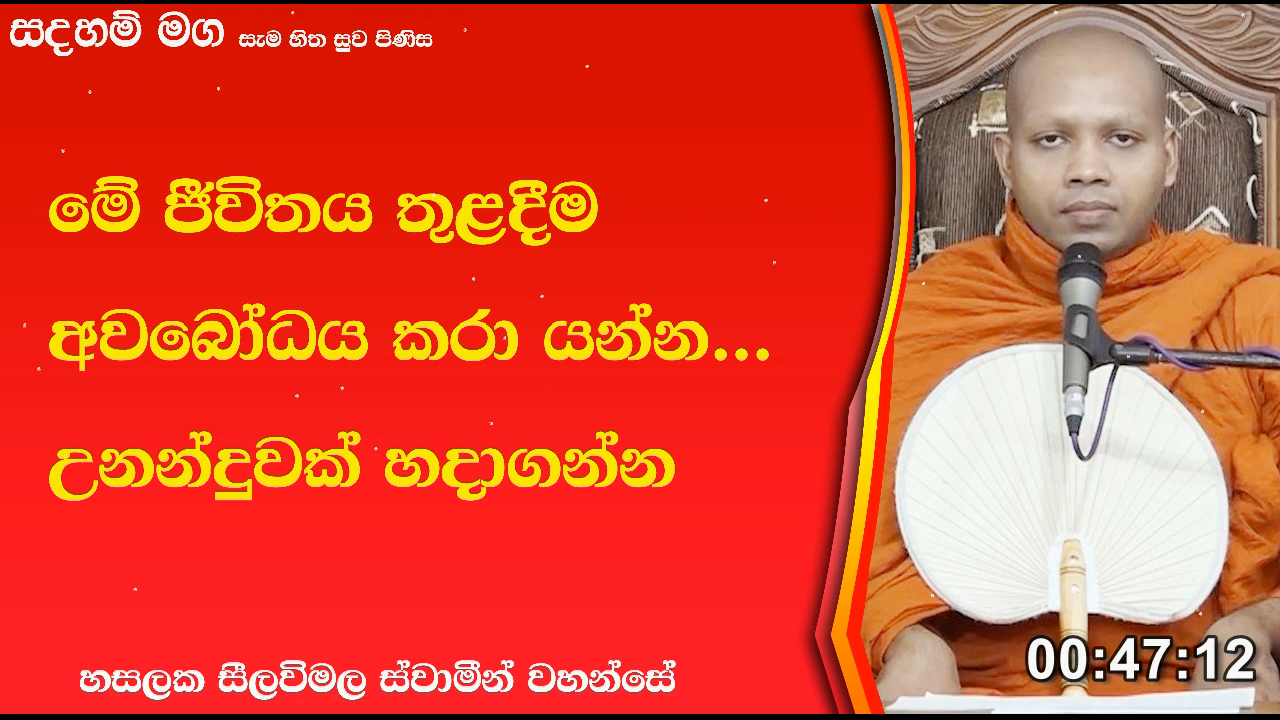 සදහම් මග සැම හිත සුව පිණිස
මේ ජීවිතය තුළදීම
අවබෝධය කරා යන්න...
උනන්දුවක් හදාගන්න
හසලක සීලවිමල ස්වාමීන් වහන්සේ
00:47:12